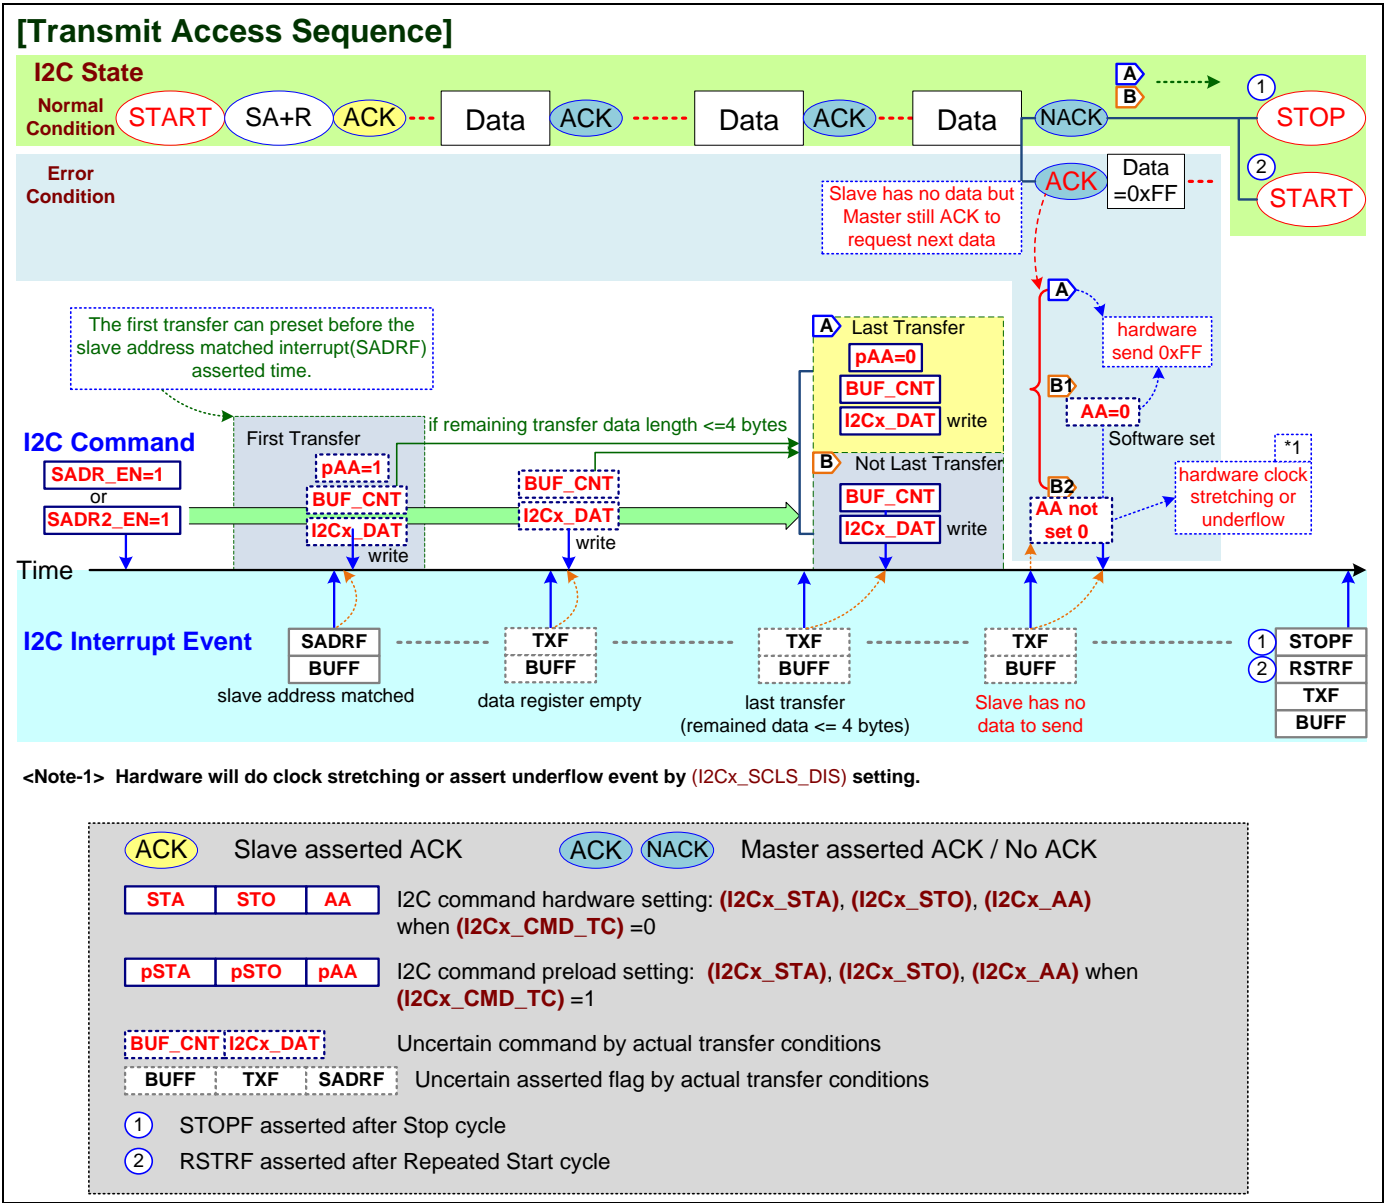 [Transmit Access Sequence]
I2C State
Normal
Condition
START
SA+R
ACK
Data
ACK
Data
ACK
Data
NACK
A
B
1
STOP
Error
Condition
ACK
Data
=0xFF
2
START
Slave has no data but
Master still ACK to
request next data
The first transfer can preset before the
slave address matched interrupt(SADRF)
asserted time.
A
hardware
send 0xFF
B1
AA=0
Software set
*1
hardware clock
stretching or
underflow
B2
AA not
set 0
A Last Transfer
pAA=0
BUF_CNT
I2Cx_DAT write
B Not Last Transfer
BUF_CNT
I2Cx_DAT write
if remaining transfer data length <=4 bytes
I2C Command
SADR_EN=1
or
SADR2_EN=1
First Transfer
pAA=1
BUF_CNT
I2Cx_DAT
write
BUF_CNT
I2Cx_DAT
write
Time
I2C Interrupt Event
SADRF
BUFF
slave address matched
TXF
BUFF
data register empty
TXF
BUFF
last transfer
(remained data <= 4 bytes)
TXF
BUFF
Slave has no
data to send
1 STOPF
2 RSTRF
TXF
BUFF
<Note-1> Hardware will do clock stretching or assert underflow event by (I2Cx_SCLS_DIS) setting.
ACK Slave asserted ACK
ACK NACK Master asserted ACK / No ACK
STA STO AA I2C command hardware setting: (I2Cx_STA), (I2Cx_STO), (I2Cx_AA)
when (I2Cx_CMD_TC) =0
pSTA pSTO pAA I2C command preload setting: (I2Cx_STA), (I2Cx_STO), (I2Cx_AA) when
(I2Cx_CMD_TC) =1
BUF_CNT I2Cx_DAT Uncertain command by actual transfer conditions
BUFF TXF SADRF Uncertain asserted flag by actual transfer conditions
1 STOPF asserted after Stop cycle
2 RSTRF asserted after Repeated Start cycle